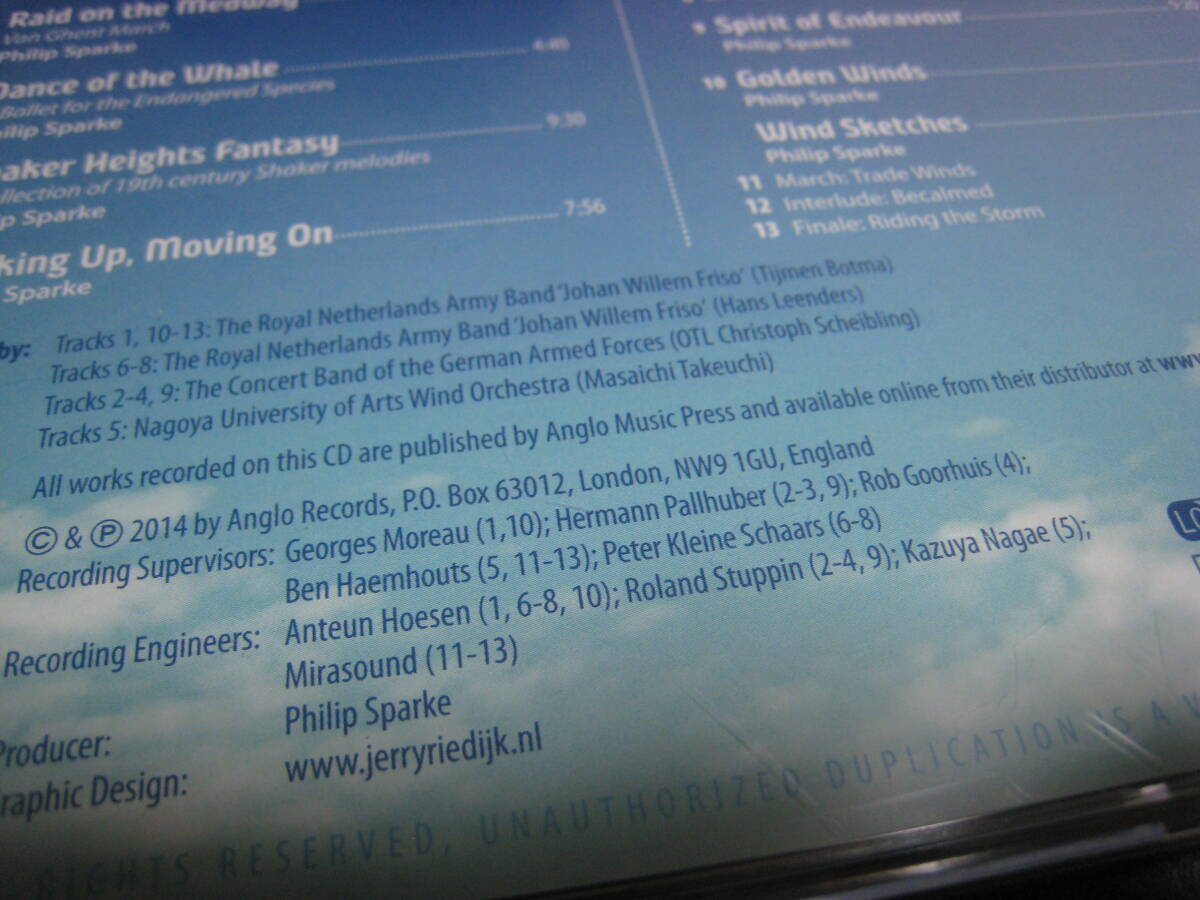 Raid on the Medway
Van Ghent March
Philip Sparke
Dance of the Whale 4:40
Ballet for the Endangered Species
ilip Sparke
aker Heights Fantasy 9:30
llection of 19th century Shaker melodies
p Sparke
king Up, Moving On 7:56
Sparke
9 Spirit of Endeavour
Philip Sparke
10 Golden Winds
Philip Sparke
Wind Sketches
Philip Sparke
11 March: Trade Winds
12 Interlude: Becalmed
13 Finale: Riding the Storm
by: Tracks 1, 10-13: The Royal Netherlands Army Band 'Johan Willem Friso' (Tijmen Botma)
Tracks 6-8: The Royal Netherlands Army Band 'Johan Willem Friso' (Hans Leenders)
Tracks 2-4, 9: The Concert Band of the German Armed Forces (OTL Christoph Scheibling)
Tracks 5: Nagoya University of Arts Wind Orchestra (Masaichi Takeuchi)
All works recorded on this CD are published by Anglo Music Press and available online from their distributor at www
© & ℗ 2014 by Anglo Records, P.O. Box 63012, London, NW9 1GU, England
Recording Supervisors: Georges Moreau (1,10); Hermann Pallhuber (2-3, 9); Rob Goorhuis (4);
Ben Haemhouts (5, 11-13); Peter Kleine Schaars (6-8)
Recording Engineers: Anteun Hoesen (1, 6-8, 10); Roland Stuppin (2-4, 9); Kazuya Nagae (5);
Mirasound (11-13)
Producer: Philip Sparke
raphic Design: www.jerryriedijk.nl
RIGHTS RESERVED, UNAUTHORIZED DUPLICATION IS A